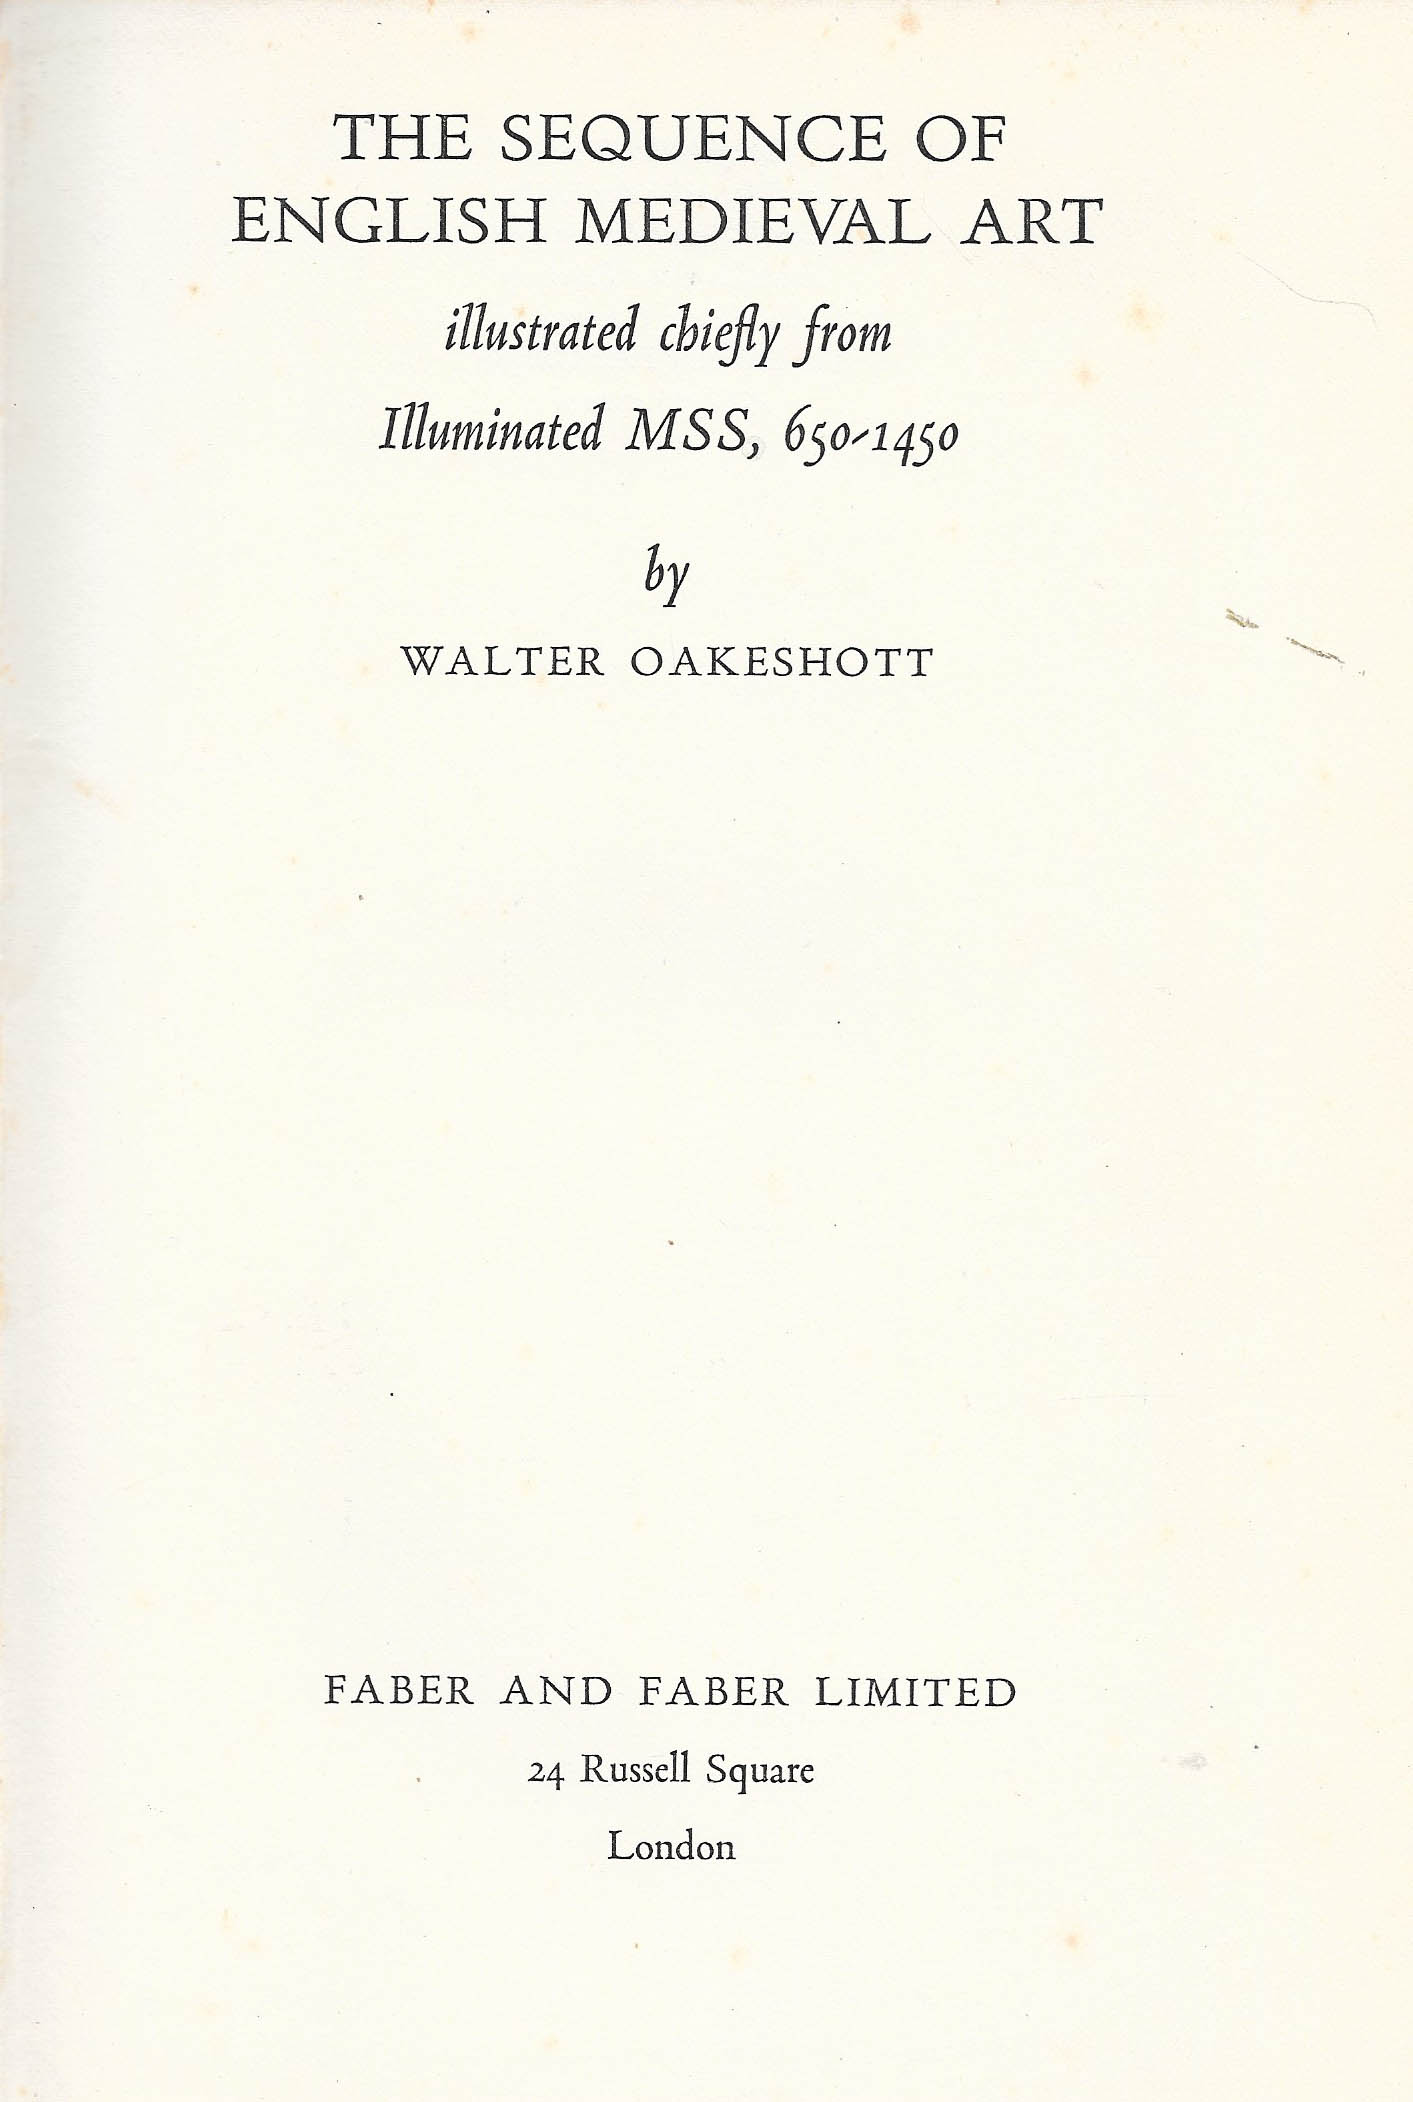 THE SEQUENCE OF
ENGLISH MEDIEVAL ART
illustrated chiefly from
Illuminated MSS, 650-1450
by
WALTER OAKESHOTT
FABER AND FABER LIMITED
24 Russell Square
London